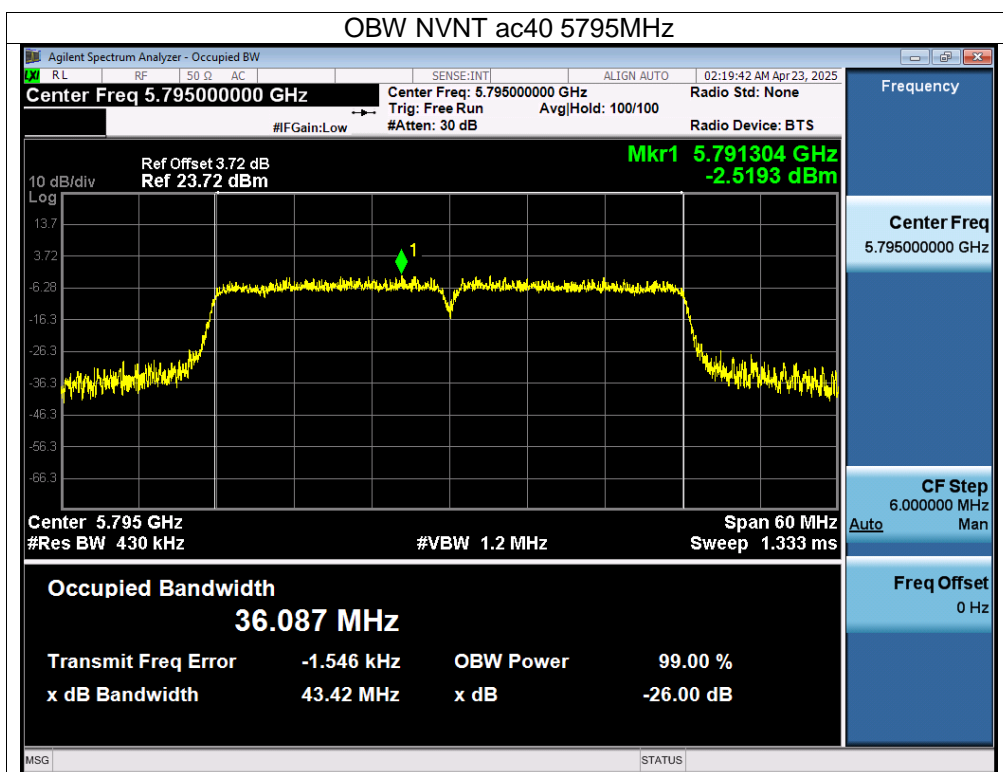 OBW NVNT ac40 5795MHz
Agilent Spectrum Analyzer - Occupied BW
LXI RL RF 50 Ω AC SENSE:INT ALIGN AUTO 02:19:42 AM Apr 23, 2025
Center Freq 5.795000000 GHz
Center Freq: 5.795000000 GHz Radio Std: None
Trig: Free Run Avg|Hold: 100/100
#IFGain:Low #Atten: 30 dB Radio Device: BTS
Frequency
Mkr1 5.791304 GHz
-2.5193 dBm
Ref Offset 3.72 dB
10 dB/div Ref 23.72 dBm
Log
13.7
3.72
-6.28
-16.3
-26.3
-36.3
-46.3
-56.3
-66.3
1
Center 5.795 GHz Span 60 MHz
#Res BW 430 kHz #VBW 1.2 MHz Sweep 1.333 ms
Center Freq
5.795000000 GHz
CF Step
6.000000 MHz
Auto Man
Freq Offset
0 Hz
Occupied Bandwidth
36.087 MHz
Transmit Freq Error -1.546 kHz OBW Power 99.00 %
x dB Bandwidth 43.42 MHz x dB -26.00 dB
MSG STATUS